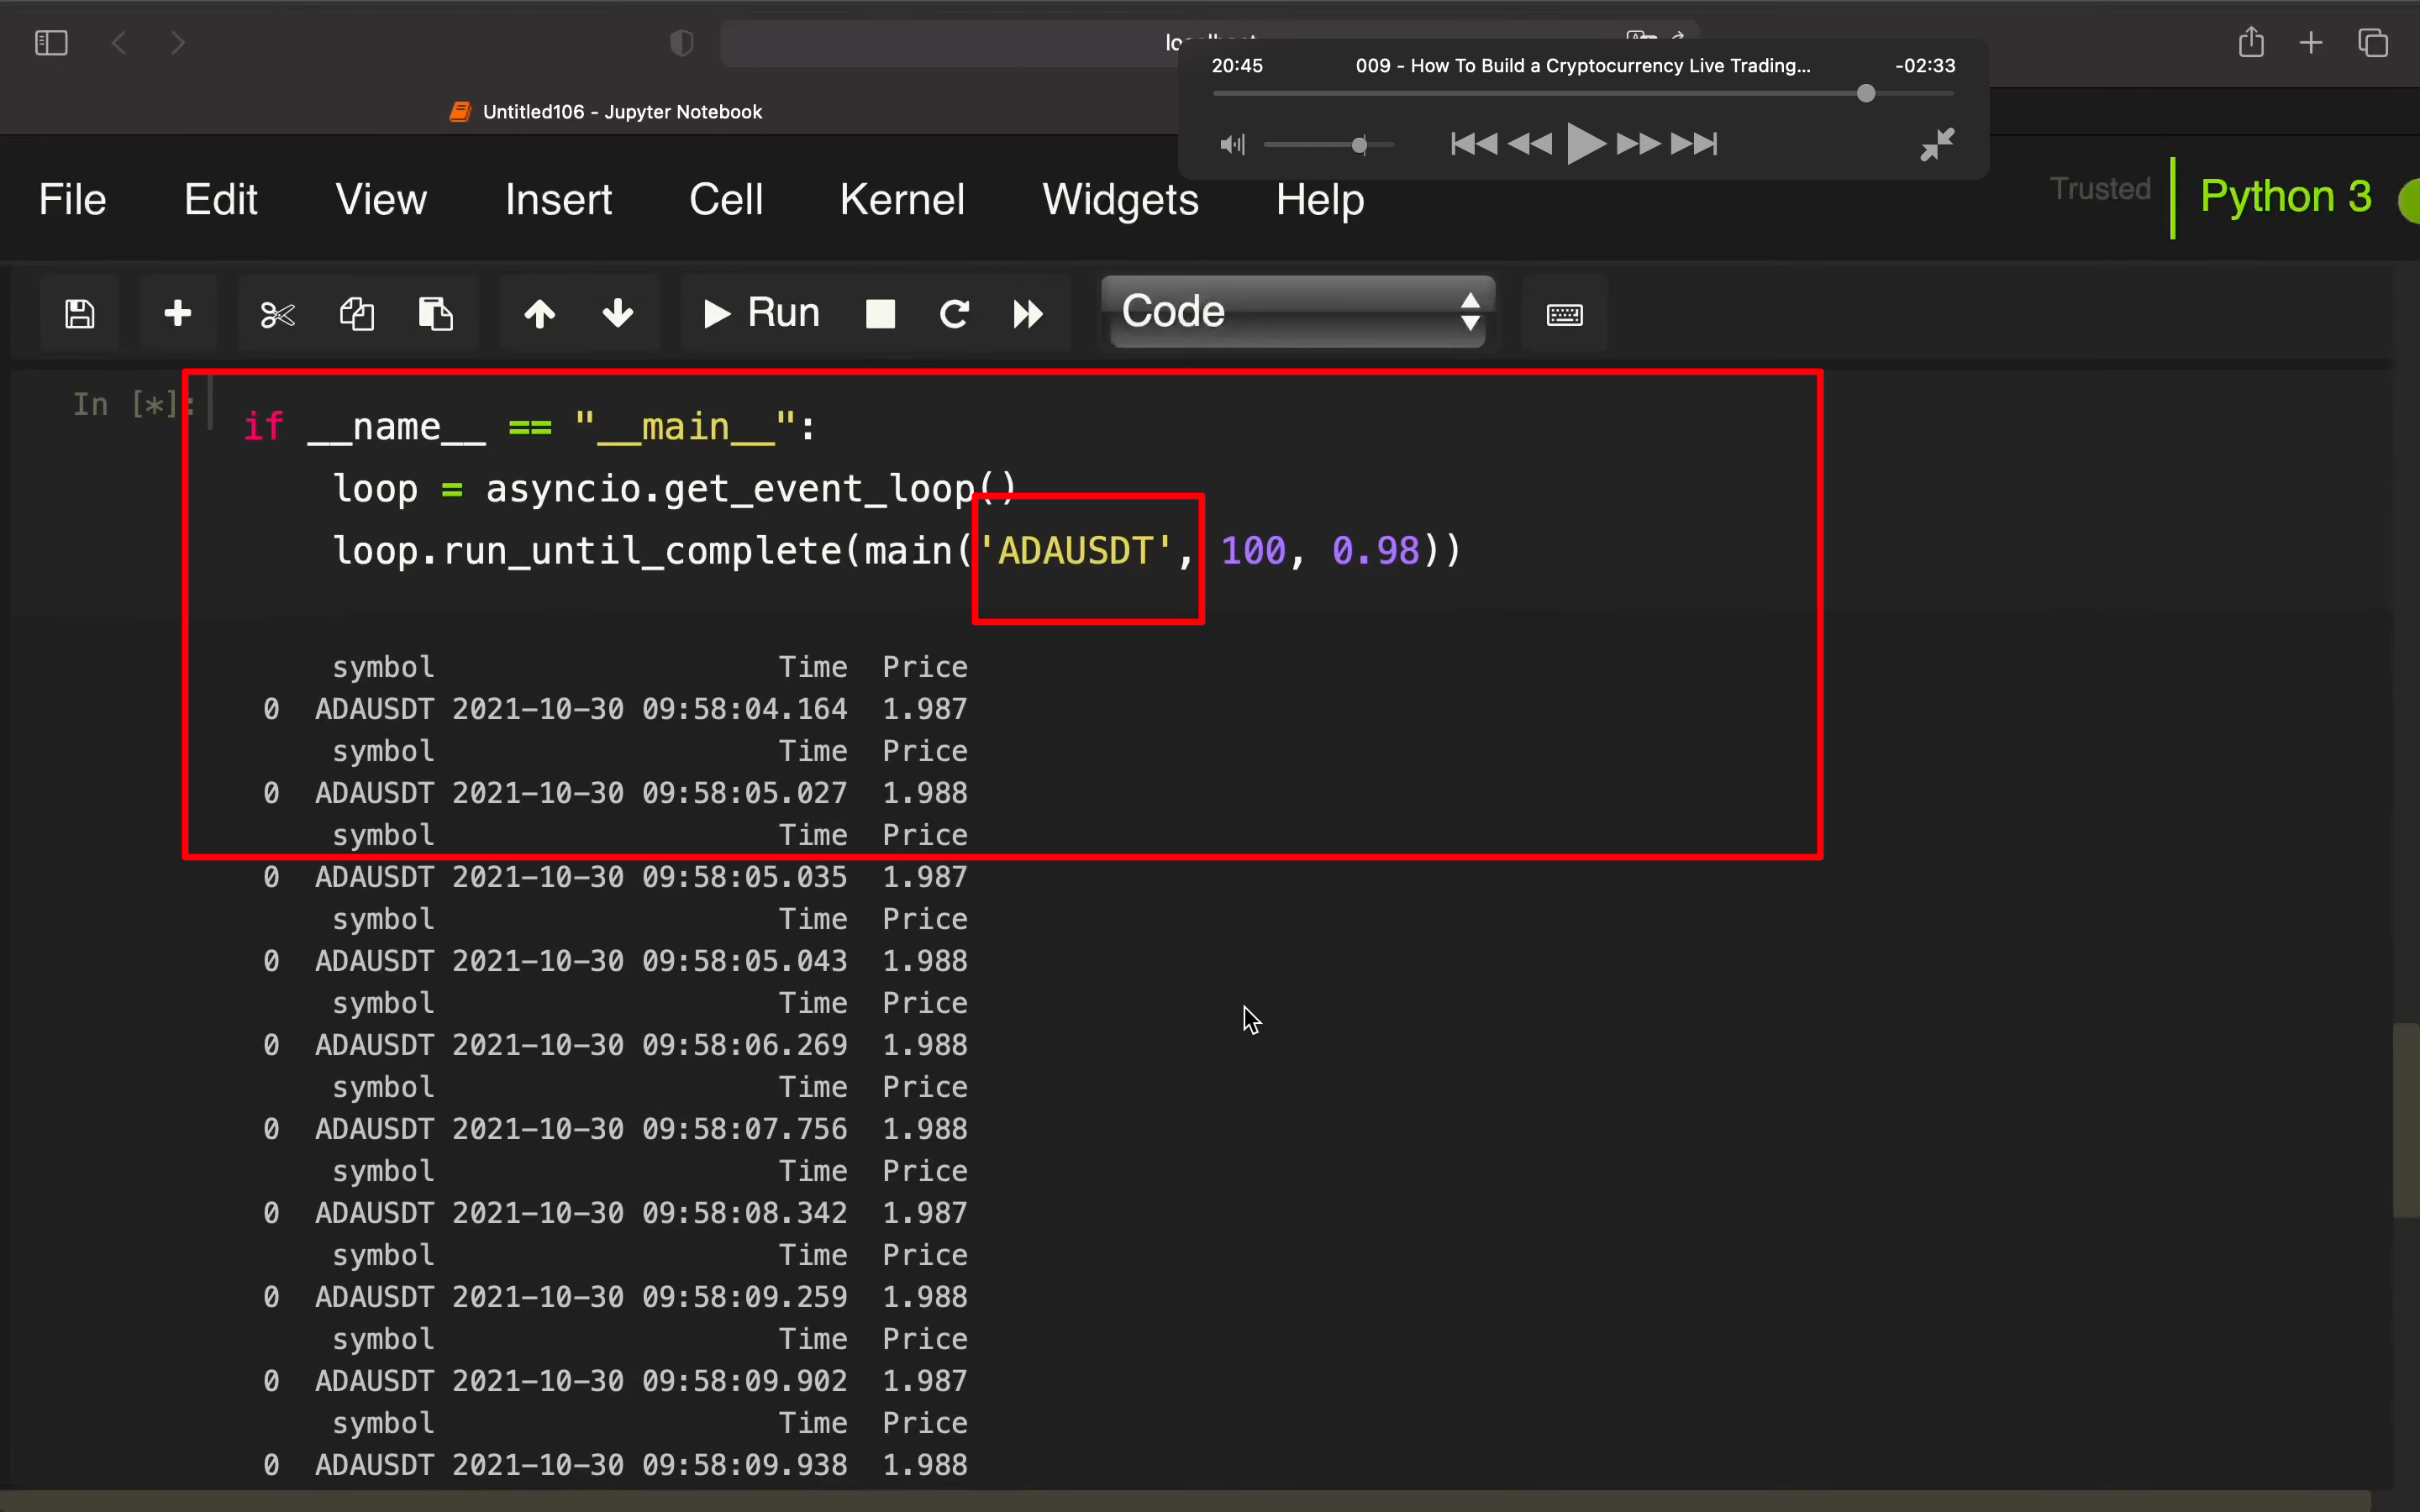 20:45 009 - How To Build a Cryptocurrency Live Trading... -02:33
Untitled106 - Jupyter Notebook
File Edit View Insert Cell Kernel Widgets Help Trusted Python 3
Run Code
In [*]:
if __name__ == "__main__":
loop = asyncio.get_event_loop()
loop.run_until_complete(main('ADAUSDT', 100, 0.98))
symbol Time Price
0 ADAUSDT 2021-10-30 09:58:04.164 1.987
symbol Time Price
0 ADAUSDT 2021-10-30 09:58:05.027 1.988
symbol Time Price
0 ADAUSDT 2021-10-30 09:58:05.035 1.987
symbol Time Price
0 ADAUSDT 2021-10-30 09:58:05.043 1.988
symbol Time Price
0 ADAUSDT 2021-10-30 09:58:06.269 1.988
symbol Time Price
0 ADAUSDT 2021-10-30 09:58:07.756 1.988
symbol Time Price
0 ADAUSDT 2021-10-30 09:58:08.342 1.987
symbol Time Price
0 ADAUSDT 2021-10-30 09:58:09.259 1.988
symbol Time Price
0 ADAUSDT 2021-10-30 09:58:09.902 1.987
symbol Time Price
0 ADAUSDT 2021-10-30 09:58:09.938 1.988